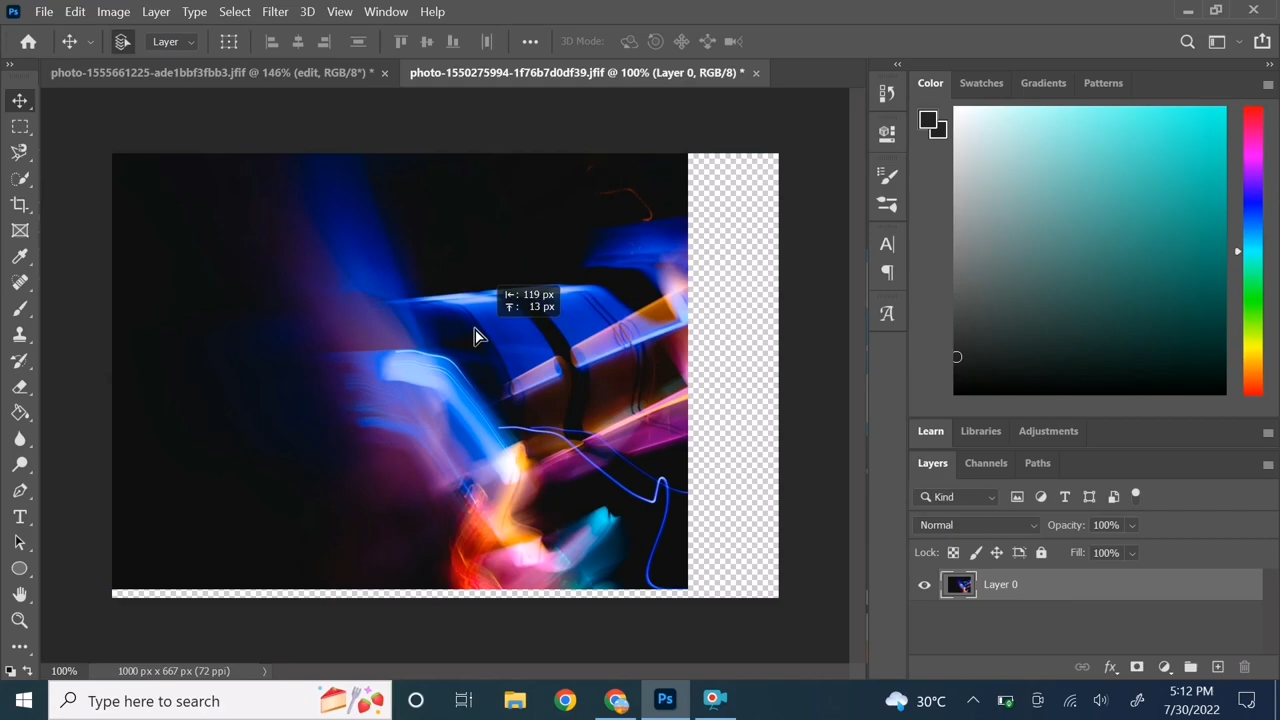 Ps File Edit Image Layer Type Select Filter 3D View Window Help
Layer 3D Mode:
photo-1555661225-ade1bbf3fbb3.jfif @ 146% (edit, RGB/8*) * × photo-1550275994-1f76b7d0df39.jfif @ 100% (Layer 0, RGB/8) * ×
Color Swatches Gradients Patterns
119 px
13 px
Learn Libraries Adjustments
Layers Channels Paths
Kind
Normal Opacity: 100%
Lock: Fill: 100%
Layer 0
100% 1000 px x 667 px (72 ppi)
Type here to search
Ps
30°C
5:12 PM
7/30/2022